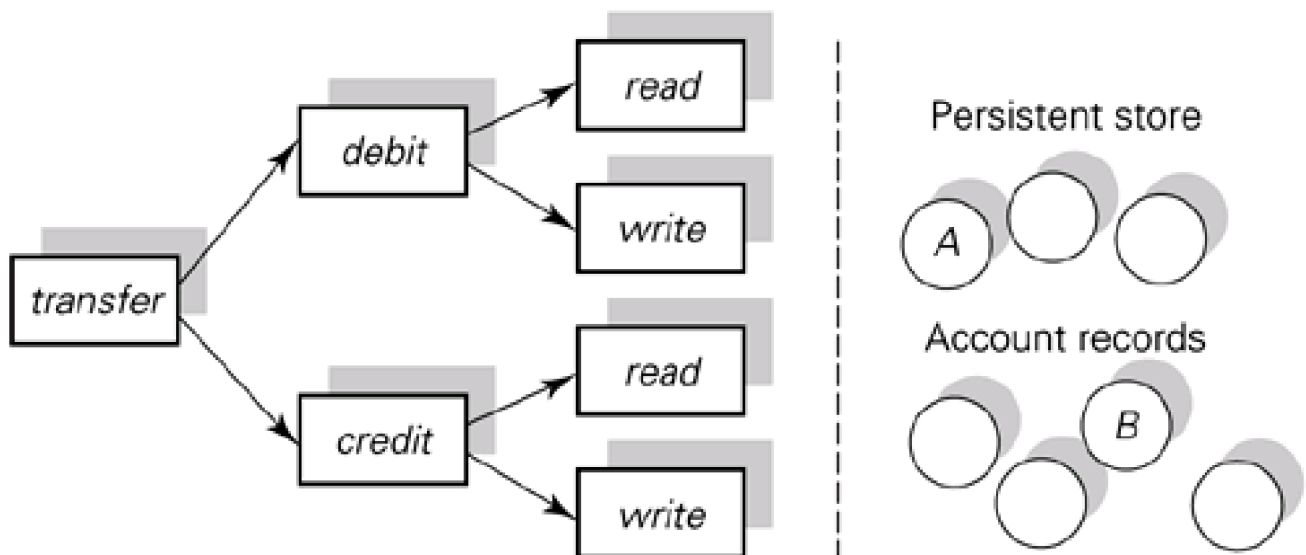 read
debit
Persistent store
write
A
transfer
read
Account records
credit
B
write